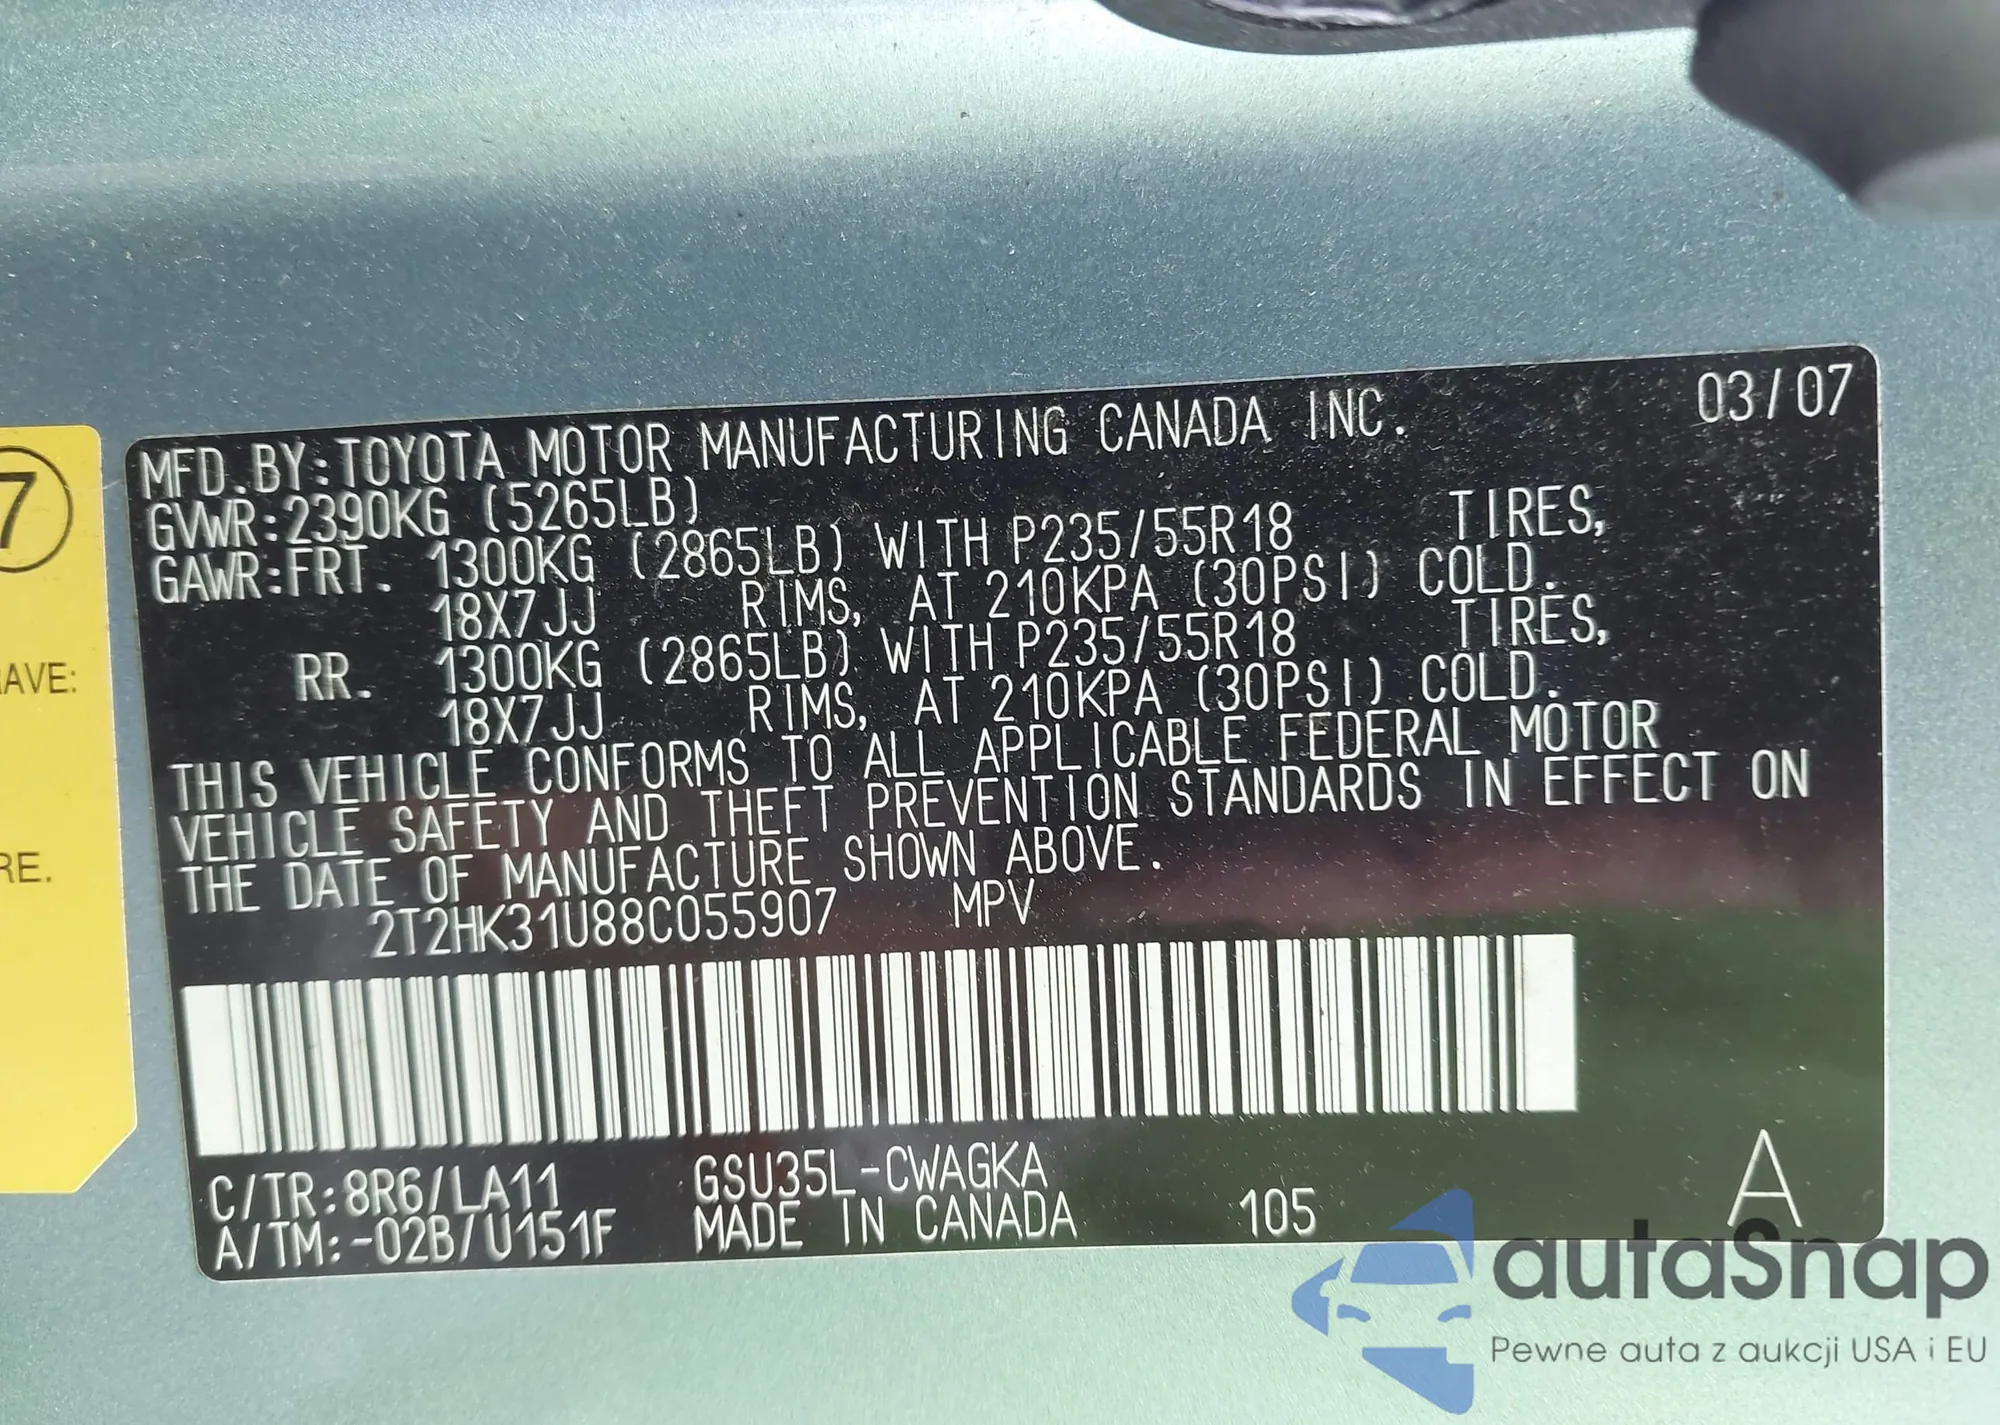 7
AVE:
RE.
MFD.BY:TOYOTA MOTOR MANUFACTURING CANADA INC. 03/07
GVWR:2390KG (5265LB)
GAWR:FRT. 1300KG (2865LB) WITH P235/55R18 TIRES,
18X7JJ RIMS, AT 210KPA (30PSI) COLD.
RR. 1300KG (2865LB) WITH P235/55R18 TIRES,
18X7JJ RIMS, AT 210KPA (30PSI) COLD.
THIS VEHICLE CONFORMS TO ALL APPLICABLE FEDERAL MOTOR
VEHICLE SAFETY AND THEFT PREVENTION STANDARDS IN EFFECT ON
THE DATE OF MANUFACTURE SHOWN ABOVE.
2T2HK31U88C055907 MPV
C/TR:8R6/LA11 GSU35L-CWAGKA
A/TM:-02B/U151F MADE IN CANADA 105 A
autaSnap
Pewne auta z aukcji USA i EU